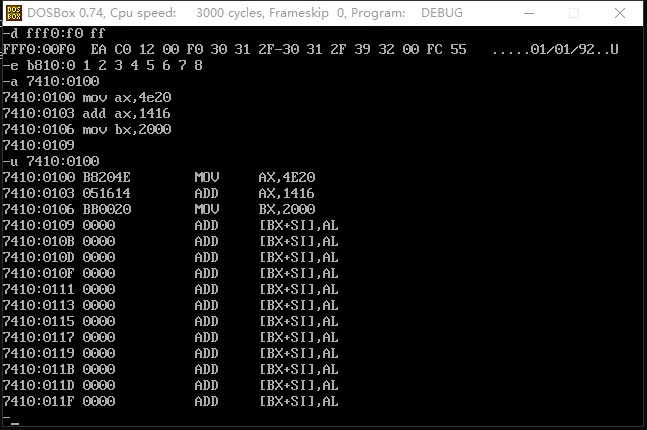 DOSBox 0.74, Cpu speed: 3000 cycles, Frameskip 0, Program: DEBUG
-d fff0:f0 ff
FFF0:00F0 EA C0 12 00 F0 30 31 2F-30 31 2F 39 32 00 FC 55 .....01/01/92..U
-e b810:0 1 2 3 4 5 6 7 8
-a 7410:0100
7410:0100 mov ax,4e20
7410:0103 add ax,1416
7410:0106 mov bx,2000
7410:0109
-u 7410:0100
7410:0100 B8204E MOV AX,4E20
7410:0103 051614 ADD AX,1416
7410:0106 BB0020 MOV BX,2000
7410:0109 0000 ADD [BX+SI],AL
7410:010B 0000 ADD [BX+SI],AL
7410:010D 0000 ADD [BX+SI],AL
7410:010F 0000 ADD [BX+SI],AL
7410:0111 0000 ADD [BX+SI],AL
7410:0113 0000 ADD [BX+SI],AL
7410:0115 0000 ADD [BX+SI],AL
7410:0117 0000 ADD [BX+SI],AL
7410:0119 0000 ADD [BX+SI],AL
7410:011B 0000 ADD [BX+SI],AL
7410:011D 0000 ADD [BX+SI],AL
7410:011F 0000 ADD [BX+SI],AL
-_